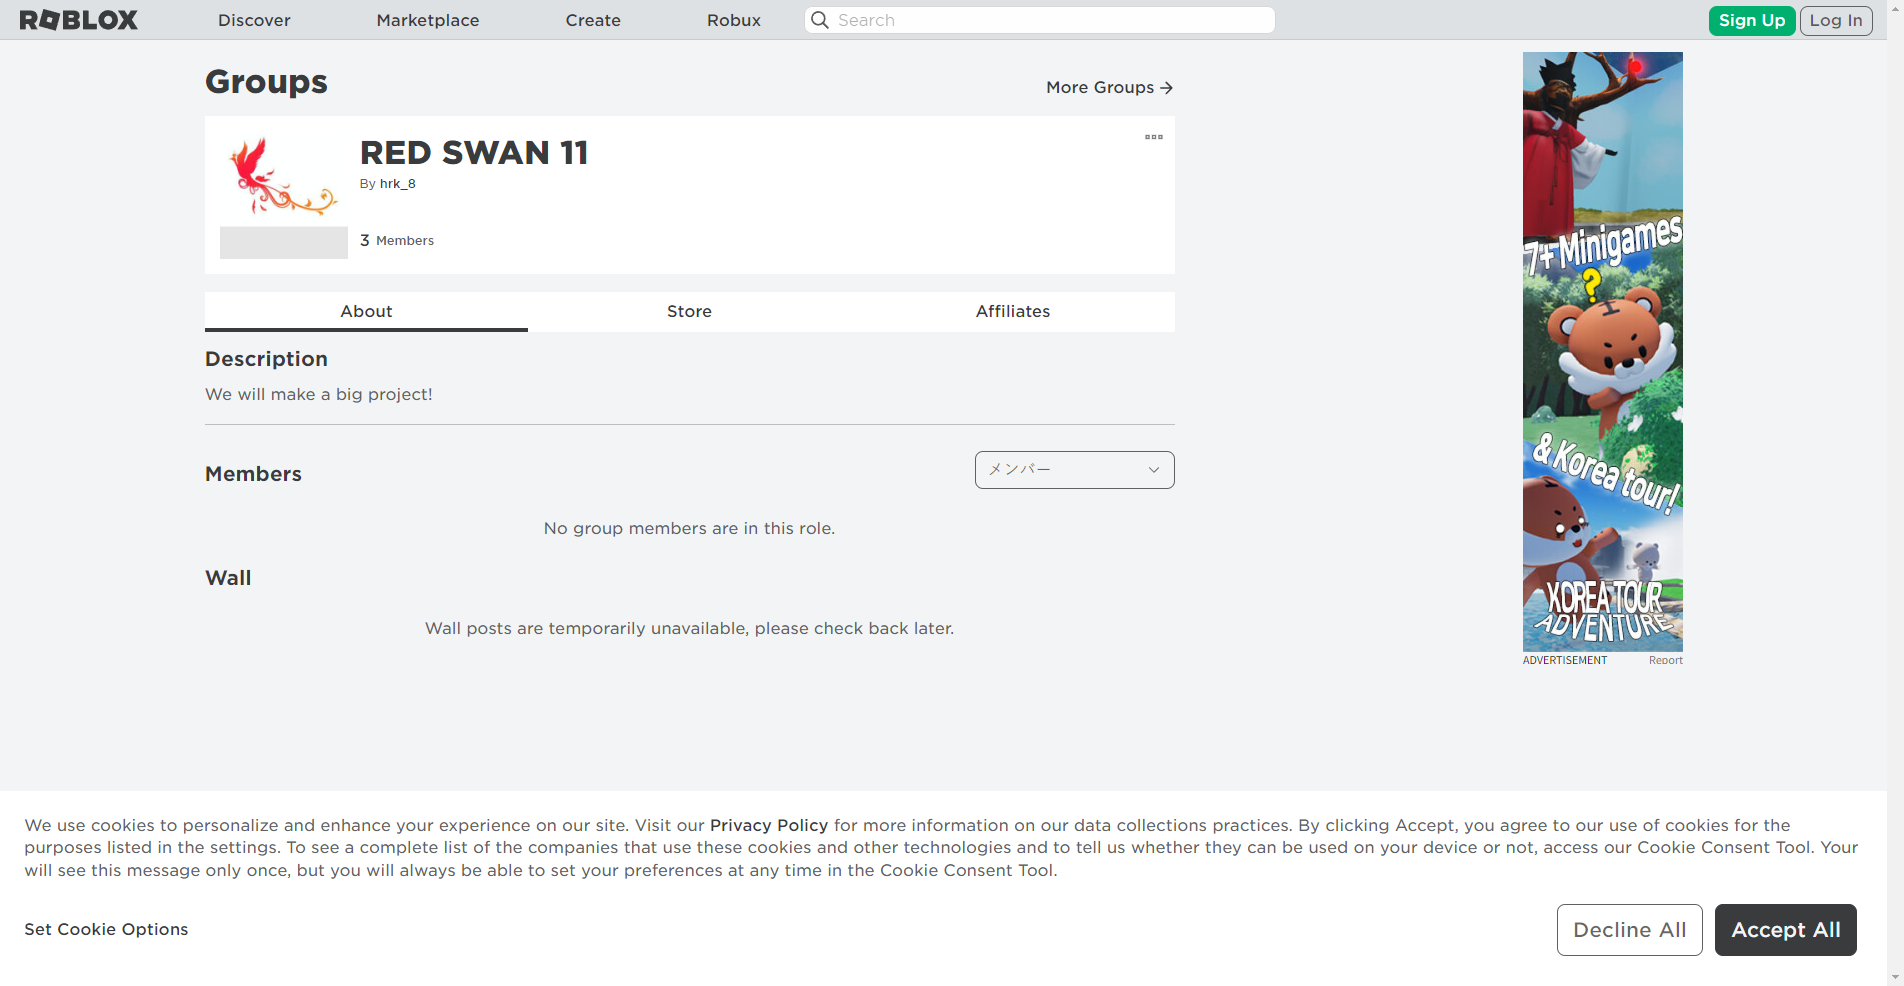 ROBLOX
Discover
Marketplace
Create
Robux
Search
Sign Up
Log In
Groups
More Groups
RED SWAN 11
By hrk_8
3 Members
About
Store
Affiliates
Description
We will make a big project!
Members
メンバー
No group members are in this role.
Wall
Wall posts are temporarily unavailable, please check back later.
7+ Minigames
?
& Korea tour!
KOREA TOUR
ADVENTURE
ADVERTISEMENT
Report
We use cookies to personalize and enhance your experience on our site. Visit our Privacy Policy for more information on our data collections practices. By clicking Accept, you agree to our use of cookies for the
purposes listed in the settings. To see a complete list of the companies that use these cookies and other technologies and to tell us whether they can be used on your device or not, access our Cookie Consent Tool. Your
will see this message only once, but you will always be able to set your preferences at any time in the Cookie Consent Tool.
Set Cookie Options
Decline All
Accept All